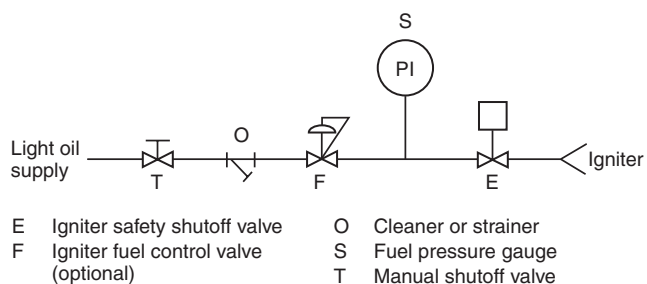 S
PI
O
Light oil
supply
Igniter
T
F
E
E Igniter safety shutoff valve
F Igniter fuel control valve
(optional)
O Cleaner or strainer
S Fuel pressure gauge
T Manual shutoff valve